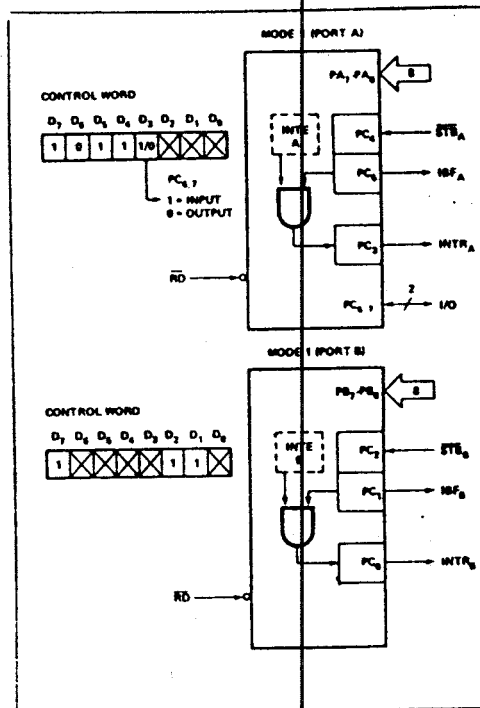 MODE 1 (PORT A)
PA7-PA0
8
CONTROL WORD
D7 D6 D5 D4 D3 D2 D1 D0
1 0 1 1 1/0
PC6, 7
1 = INPUT
0 = OUTPUT
INTE
A
PC4
STBA
PC5
IBFA
PC3
INTRA
RD
PC6, 7
2
I/O
MODE 1 (PORT B)
PB7-PB0
8
CONTROL WORD
D7 D6 D5 D4 D3 D2 D1 D0
1 1 1
INTE
B
PC2
STBB
PC1
IBFB
PC0
INTRB
RD